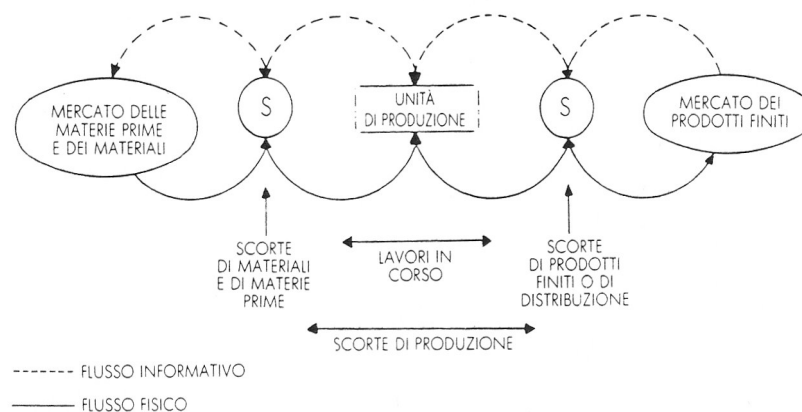 MERCATO DELLE
MATERIE PRIME
E DEI MATERIALI
S
UNITÀ
DI PRODUZIONE
S
MERCATO DEI
PRODOTTI FINITI
SCORTE
DI MATERIALI
E DI MATERIE
PRIME
LAVORI IN
CORSO
SCORTE
DI PRODOTTI
FINITI O DI
DISTRIBUZIONE
SCORTE DI PRODUZIONE
FLUSSO INFORMATIVO
FLUSSO FISICO